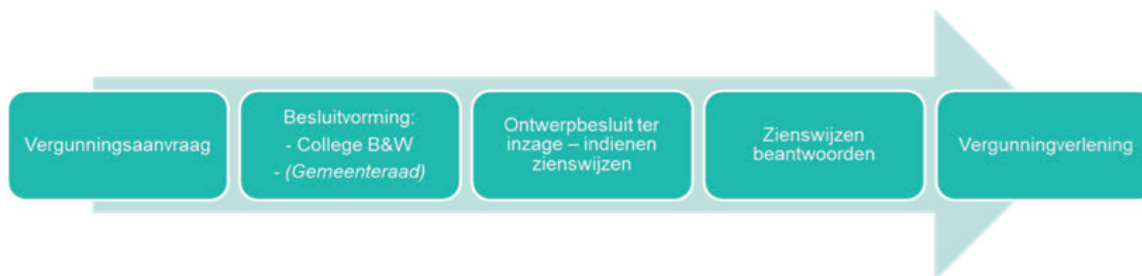 Vergunningsaanvraag
Besluitvorming:
- College B&W
- (Gemeenteraad)
Ontwerpbesluit ter
inzage – indienen
zienswijzen
Zienswijzen
beantwoorden
Vergunningverlening